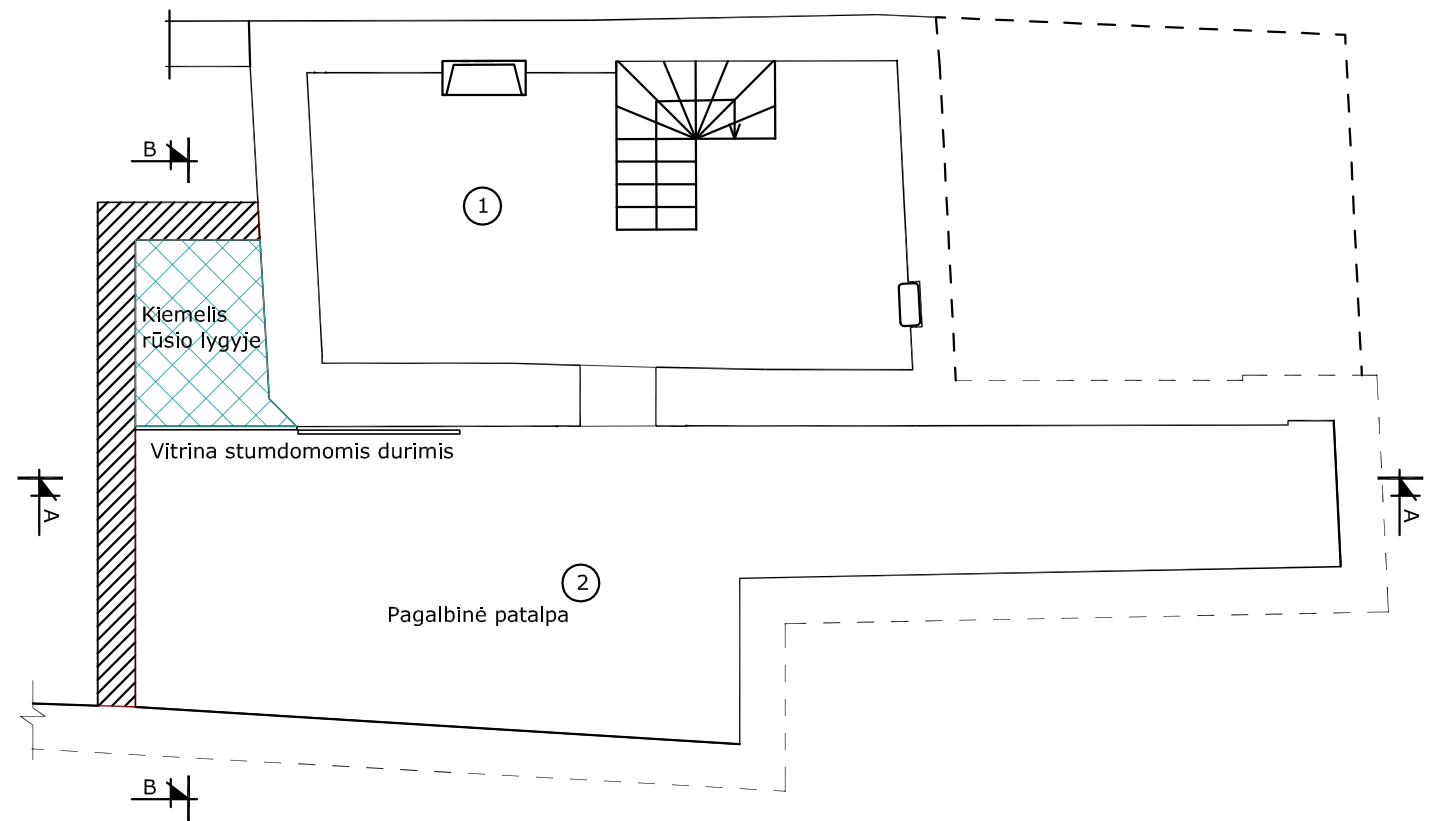 B
1
Kiemelis
rūsio lygyje
Vitrina stumdomomis durimis
A
A
2
Pagalbinė patalpa
B